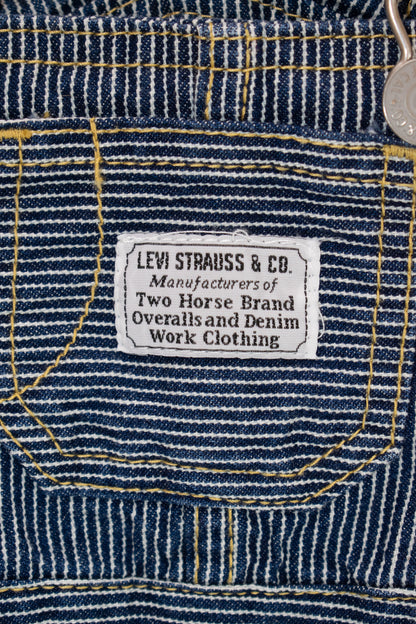 LEVI STRAUSS & CO.
Manufacturers of
Two Horse Brand
Overalls and Denim
Work Clothing